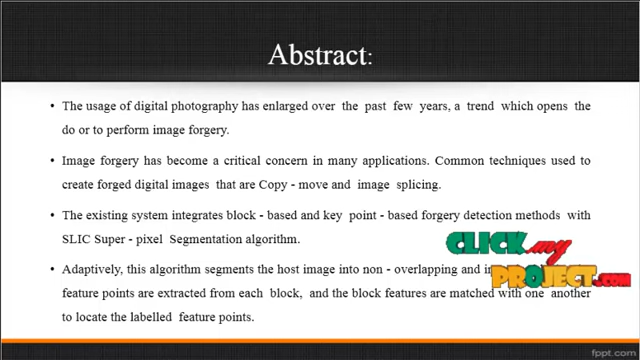 Abstract:
• The usage of digital photography has enlarged over the past few years, a trend which opens the
do or to perform image forgery.
• Image forgery has become a critical concern in many applications. Common techniques used to
create forged digital images that are Copy - move and image splicing.
• The existing system integrates block - based and key point - based forgery detection methods with
SLIC Super - pixel Segmentation algorithm.
• Adaptively, this algorithm segments the host image into non - overlapping and
feature points are extracted from each block, and the block features are matched with one another
to locate the labelled feature points.
CLICK my
PROJECT.com
fppt.com